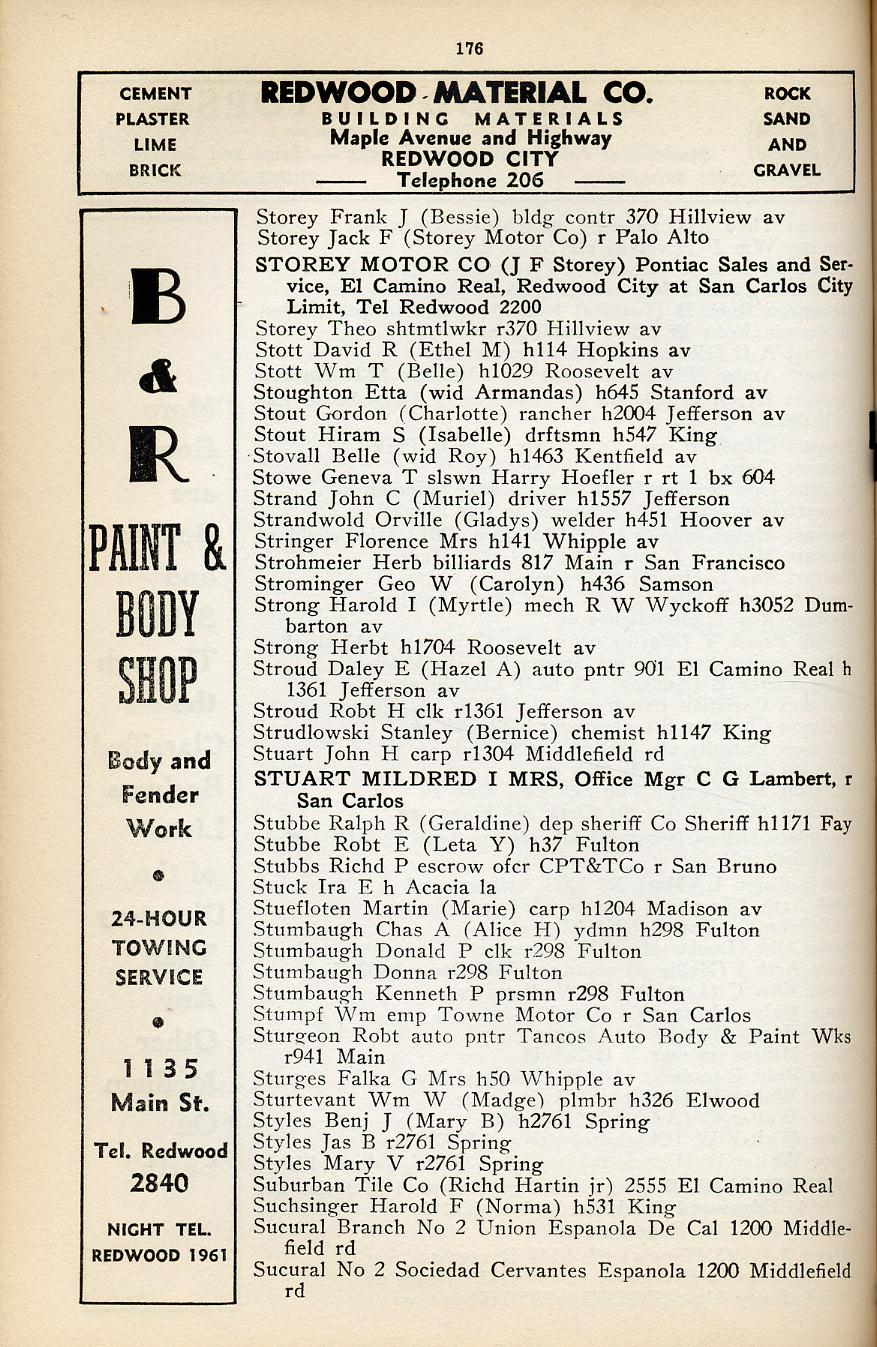 176
CEMENT
PLASTER
LIME
BRICK
REDWOOD MATERIAL CO.
BUILDING MATERIALS
Maple Avenue and Highway
REDWOOD CITY
Telephone 206
ROCK
SAND
AND
GRAVEL
B
&
R
PAINT &
BODY
SHOP
Body and
Fender
Work
24-HOUR
TOWING
SERVICE
1135
Main St.
Tel. Redwood
2840
NIGHT TEL.
REDWOOD 1961
Storey Frank J (Bessie) bldg contr 370 Hillview av
Storey Jack F (Storey Motor Co) r Palo Alto
STOREY MOTOR CO (J F Storey) Pontiac Sales and Ser-
vice, El Camino Real, Redwood City at San Carlos City
Limit, Tel Redwood 2200
Storey Theo shtmtlwkr r370 Hillview av
Stott David R (Ethel M) h114 Hopkins av
Stott Wm T (Belle) h1029 Roosevelt av
Stoughton Etta (wid Armandas) h645 Stanford av
Stout Gordon (Charlotte) rancher h2004 Jefferson av
Stout Hiram S (Isabelle) drftsmn h547 King
Stovall Belle (wid Roy) h1463 Kentfield av
Stowe Geneva T slswn Harry Hoefler r rt 1 bx 604
Strand John C (Muriel) driver h1557 Jefferson
Strandwold Orville (Gladys) welder h451 Hoover av
Stringer Florence Mrs h141 Whipple av
Strohmeier Herb billiards 817 Main r San Francisco
Strominger Geo W (Carolyn) h436 Samson
Strong Harold I (Myrtle) mech R W Wyckoff h3052 Dum-
barton av
Strong Herbt h1704 Roosevelt av
Stroud Daley E (Hazel A) auto pntr 901 El Camino Real h
1361 Jefferson av
Stroud Robt H clk r1361 Jefferson av
Strudlowski Stanley (Bernice) chemist h1147 King
Stuart John H carp r1304 Middlefield rd
STUART MILDRED I MRS, Office Mgr C G Lambert, r
San Carlos
Stubbe Ralph R (Geraldine) dep sheriff Co Sheriff h1171 Fay
Stubbe Robt E (Leta Y) h37 Fulton
Stubbs Richd P escrow ofcr CPT&TCo r San Bruno
Stuck Ira E h Acacia la
Stuefloten Martin (Marie) carp h1204 Madison av
Stumbaugh Chas A (Alice H) ydmn h298 Fulton
Stumbaugh Donald P clk r298 Fulton
Stumbaugh Donna r298 Fulton
Stumbaugh Kenneth P prsmn r298 Fulton
Stumpf Wm emp Towne Motor Co r San Carlos
Sturgeon Robt auto pntr Tancos Auto Body & Paint Wks
r941 Main
Sturges Falka G Mrs h50 Whipple av
Sturtevant Wm W (Madge) plmbr h326 Elwood
Styles Benj J (Mary B) h2761 Spring
Styles Jas B r2761 Spring
Styles Mary V r2761 Spring
Suburban Tile Co (Richd Hartin jr) 2555 El Camino Real
Suchsinger Harold F (Norma) h531 King
Sucural Branch No 2 Union Espanola De Cal 1200 Middle-
field rd
Sucural No 2 Sociedad Cervantes Espanola 1200 Middlefield
rd